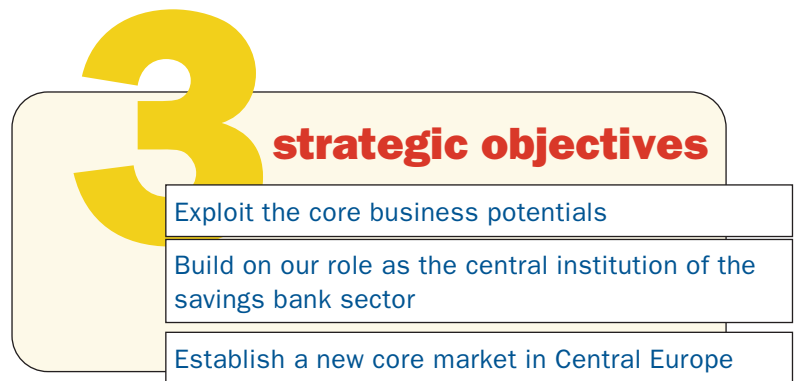 3
strategic objectives
Exploit the core business potentials
Build on our role as the central institution of the
savings bank sector
Establish a new core market in Central Europe